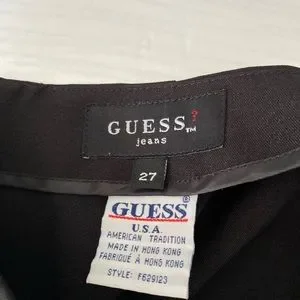 GUESS?™
jeans
27
GUESS®
U.S.A.
AMERICAN TRADITION
MADE IN HONG KONG
FABRIQUÉ À HONG KONG
STYLE: F629123